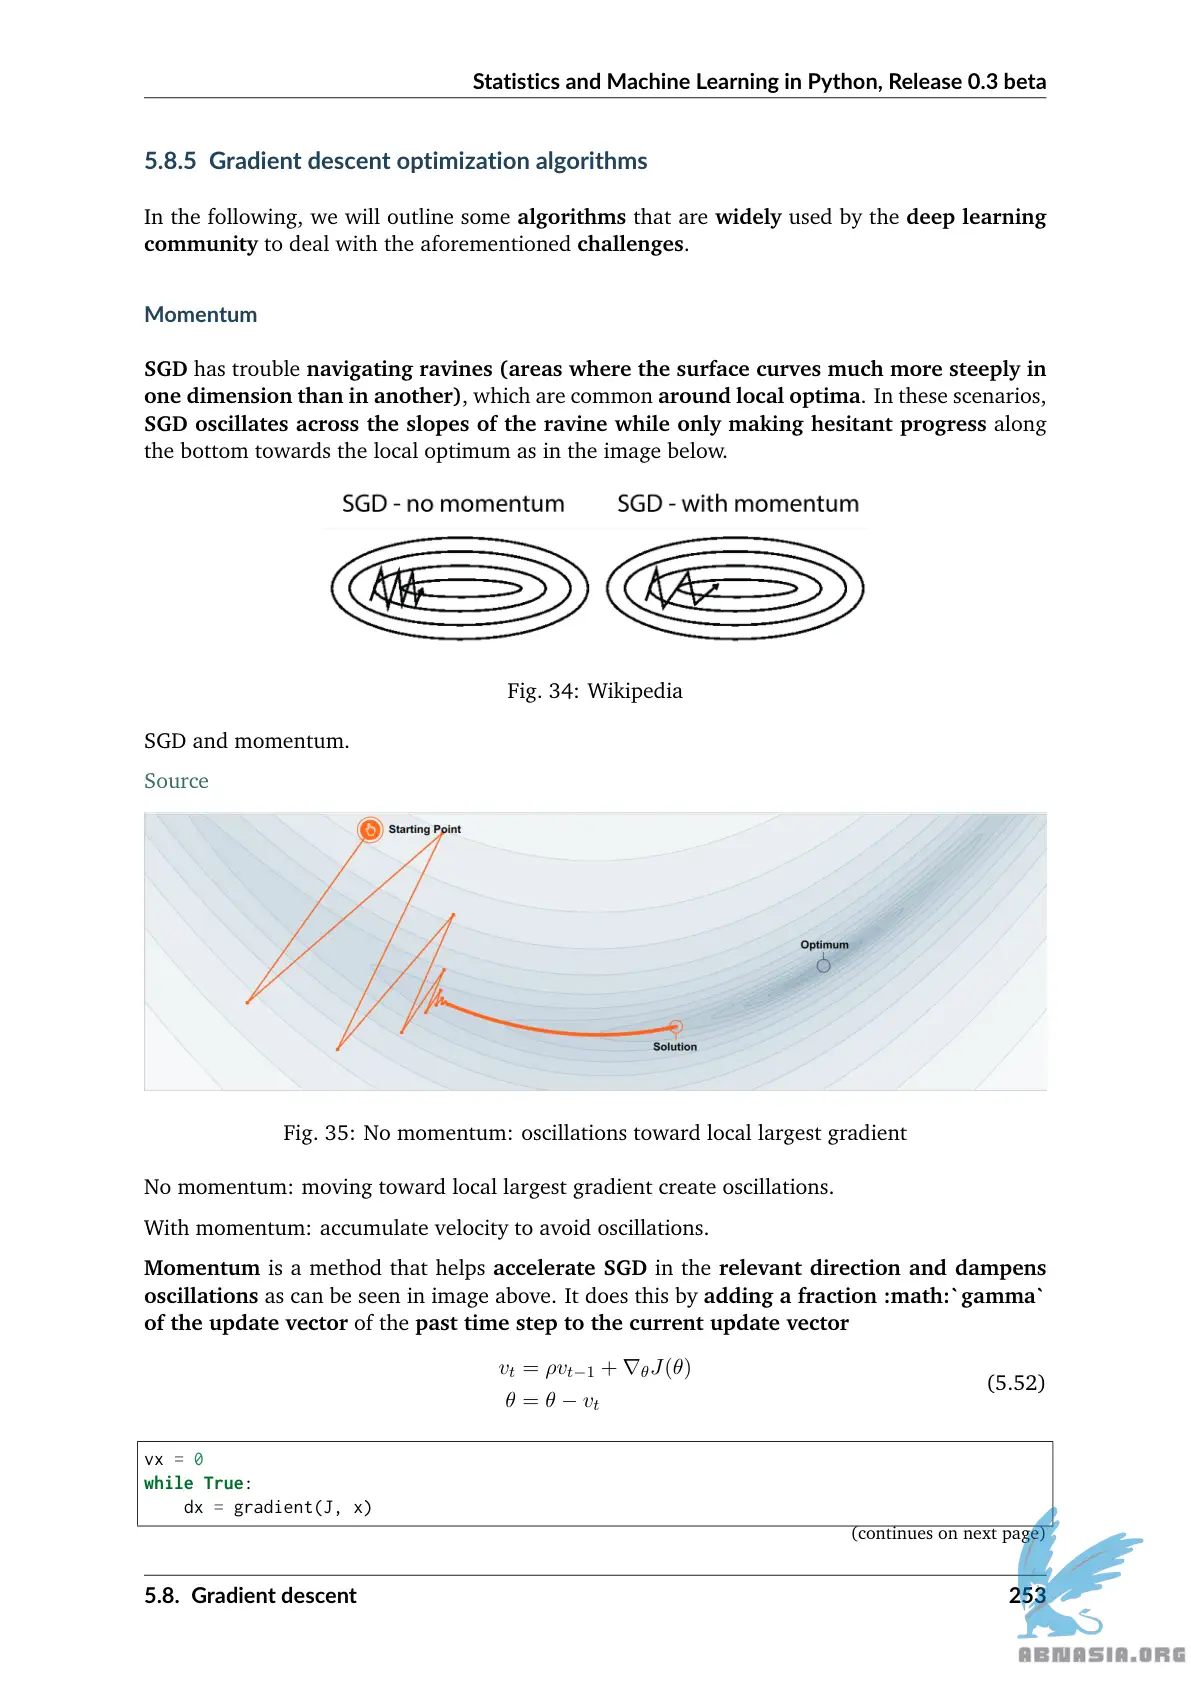 Statistics and Machine Learning in Python, Release 0.3 beta
5.8.5 Gradient descent optimization algorithms
In the following, we will outline some algorithms that are widely used by the deep learning
community to deal with the aforementioned challenges.
Momentum
SGD has trouble navigating ravines (areas where the surface curves much more steeply in
one dimension than in another), which are common around local optima. In these scenarios,
SGD oscillates across the slopes of the ravine while only making hesitant progress along
the bottom towards the local optimum as in the image below.
SGD - no momentum SGD - with momentum
Fig. 34: Wikipedia
SGD and momentum.
Source
Starting Point
Optimum
Solution
Fig. 35: No momentum: oscillations toward local largest gradient
No momentum: moving toward local largest gradient create oscillations.
With momentum: accumulate velocity to avoid oscillations.
Momentum is a method that helps accelerate SGD in the relevant direction and dampens
oscillations as can be seen in image above. It does this by adding a fraction :math:`gamma`
of the update vector of the past time step to the current update vector
vₜ = ρvₜ₋₁ + ∇_θJ(θ)
θ = θ − vₜ
(5.52)
vx = 0
while True:
    dx = gradient(J, x)
(continues on next page)
5.8. Gradient descent 253
ABNASIA.ORG